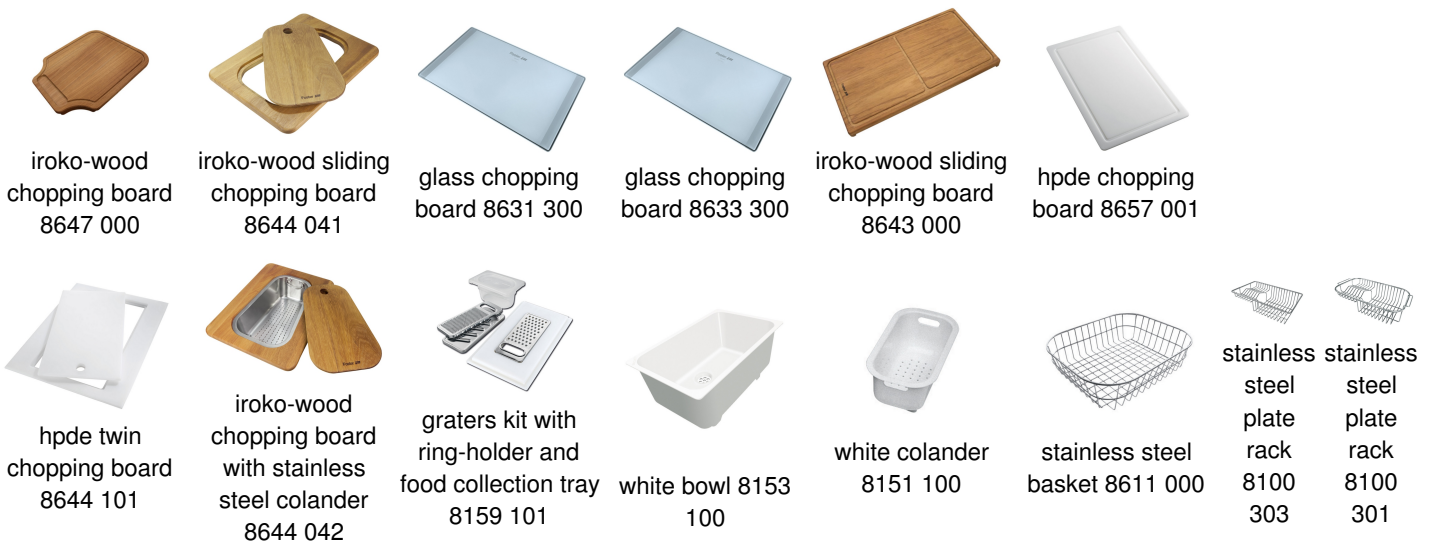 iroko-wood
chopping board
8647 000
iroko-wood sliding
chopping board
8644 041
glass chopping
board 8631 300
glass chopping
board 8633 300
iroko-wood sliding
chopping board
8643 000
hpde chopping
board 8657 001
hpde twin
chopping board
8644 101
iroko-wood
chopping board
with stainless
steel colander
8644 042
graters kit with
ring-holder and
food collection tray
8159 101
white bowl 8153
100
white colander
8151 100
stainless steel
basket 8611 000
stainless
steel
plate
rack
8100
303
stainless
steel
plate
rack
8100
301